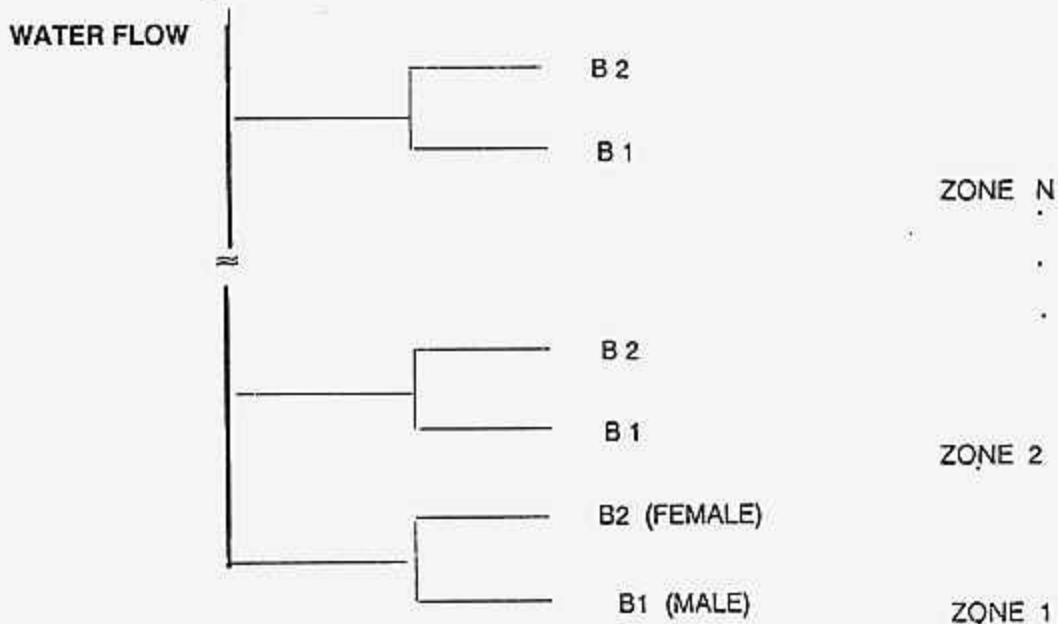 WATER FLOW
B 2
B 1
ZONE N
.
.
.
≈
B 2
B 1
ZONE 2
B2 (FEMALE)
B1 (MALE)
ZONE 1